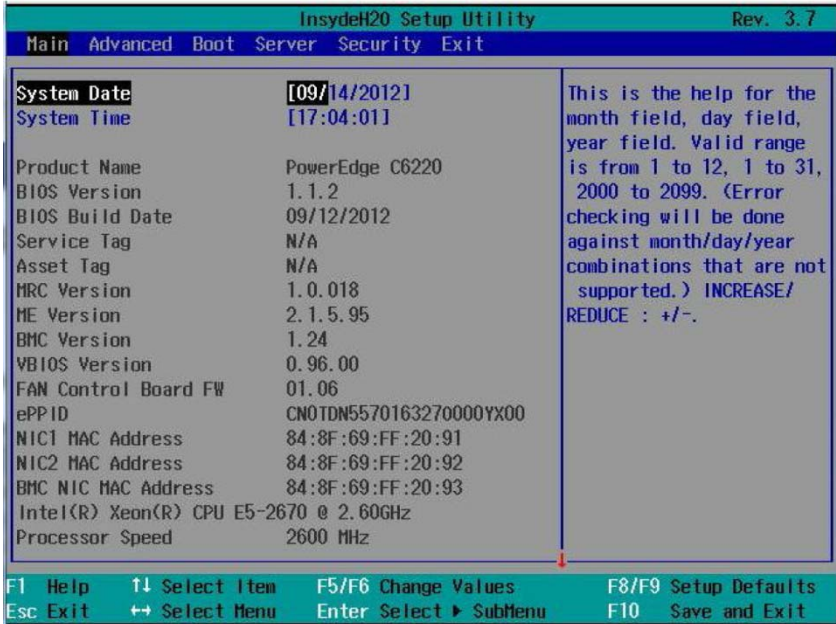 InsydeH20 Setup Utility Rev. 3.7
Main Advanced Boot Server Security Exit
System Date [09/14/2012]
System Time [17:04:01]
Product Name PowerEdge C6220
BIOS Version 1.1.2
BIOS Build Date 09/12/2012
Service Tag N/A
Asset Tag N/A
MRC Version 1.0.018
ME Version 2.1.5.95
BMC Version 1.24
VBIOS Version 0.96.00
FAN Control Board FW 01.06
ePPID CN0TDN5570163270000YX00
NIC1 MAC Address 84:8F:69:FF:20:91
NIC2 MAC Address 84:8F:69:FF:20:92
BMC NIC MAC Address 84:8F:69:FF:20:93
Intel(R) Xeon(R) CPU E5-2670 @ 2.60GHz
Processor Speed 2600 MHz
This is the help for the
month field, day field,
year field. Valid range
is from 1 to 12, 1 to 31,
2000 to 2099. (Error
checking will be done
against month/day/year
combinations that are not
supported.) INCREASE/
REDUCE : +/-.
F1 Help ↑↓ Select Item F5/F6 Change Values F8/F9 Setup Defaults
Esc Exit ↔ Select Menu Enter Select ▶ SubMenu F10 Save and Exit